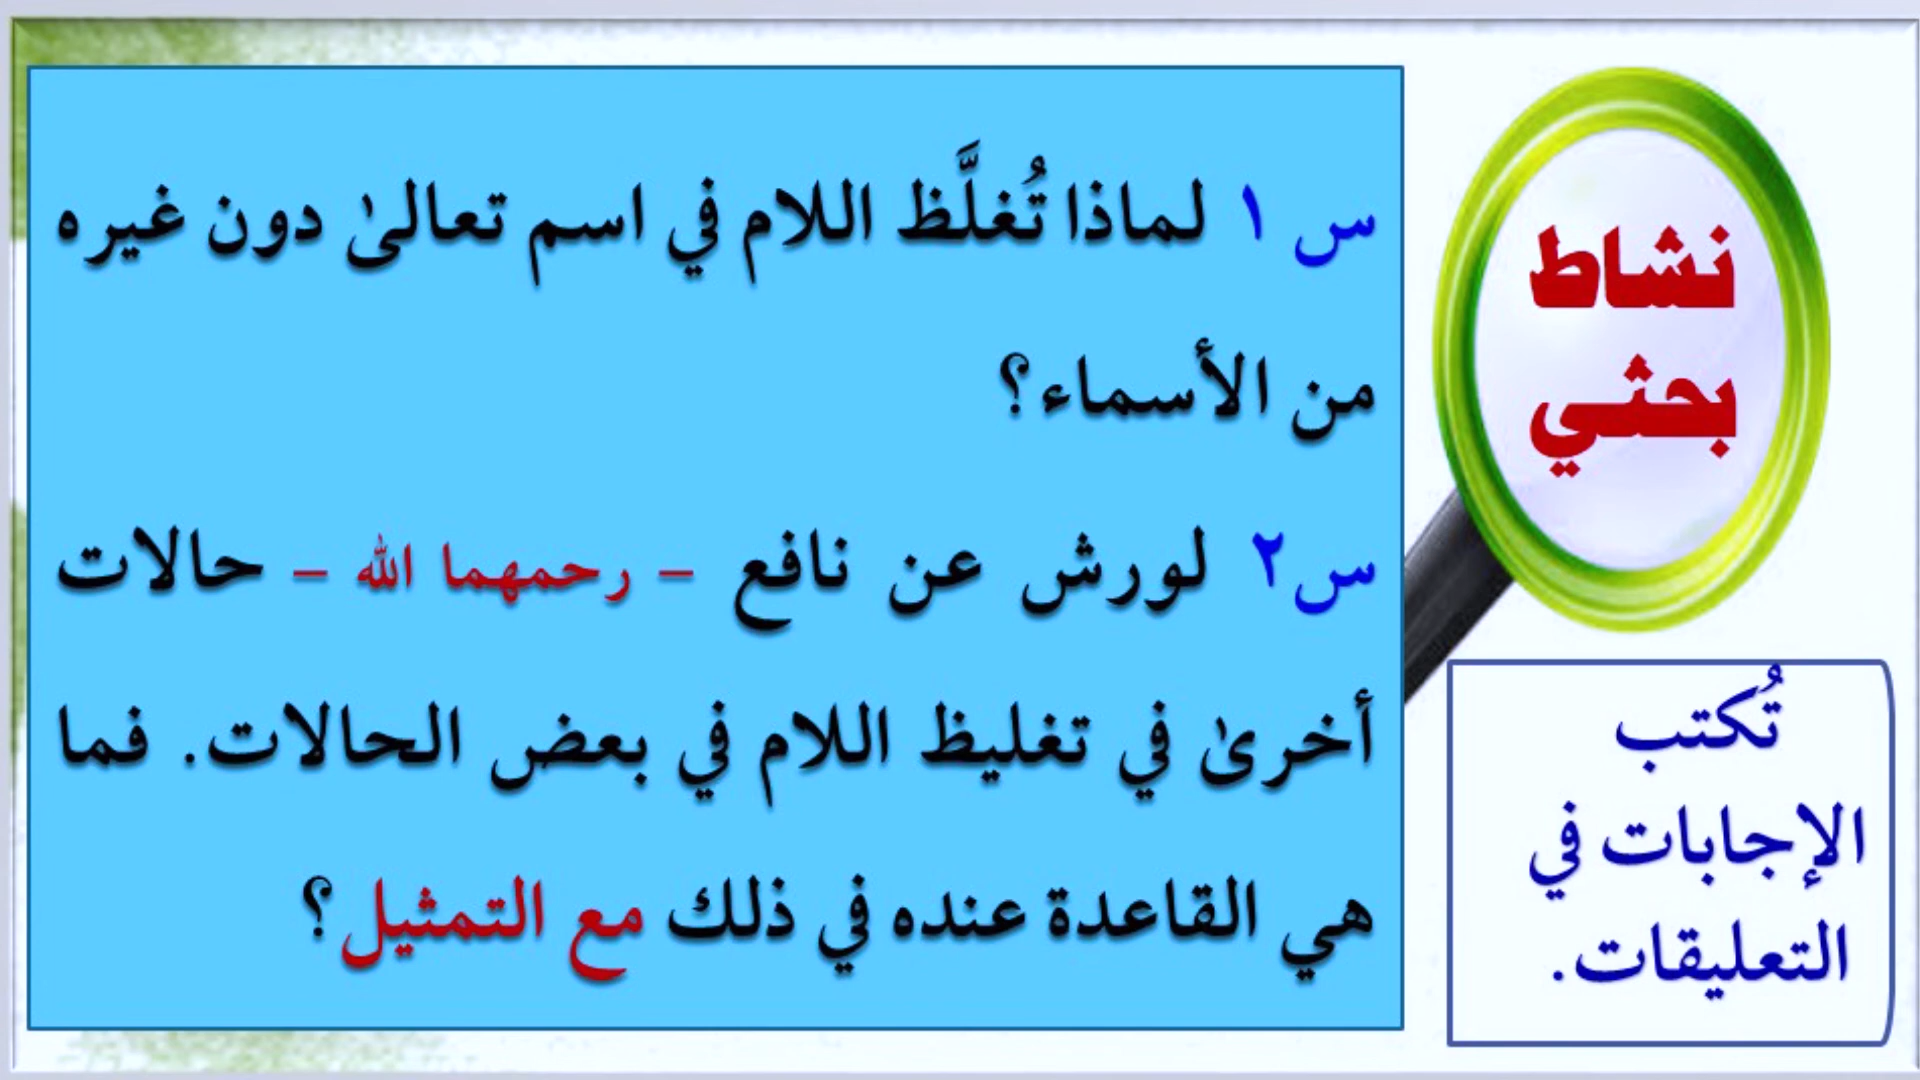 نشاط
بحثي
س ١ لماذا تُغلَّظ اللام في اسم تعالىٰ دون غيره
من الأسماء؟
س٢ لورش عن نافع – رحمهما الله – حالات
أخرىٰ في تغليظ اللام في بعض الحالات. فما
هي القاعدة عنده في ذلك مع التمثيل؟
تُكتب
الإجابات في
التعليقات.